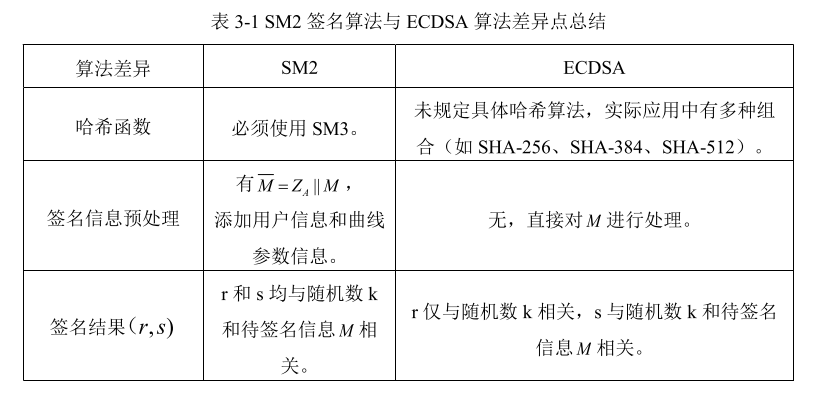 表 3-1 SM2 签名算法与 ECDSA 算法差异点总结
算法差异
SM2
ECDSA
哈希函数
必须使用 SM3。
未规定具体哈希算法，实际应用中有多种组
合（如 SHA-256、SHA-384、SHA-512）。
签名信息预处理
有 M̅ = Z_A || M ，
添加用户信息和曲线
参数信息。
无，直接对 M 进行处理。
签名结果(r,s)
r 和 s 均与随机数 k
和待签名信息 M 相
关。
r 仅与随机数 k 相关，s 与随机数 k 和待签名
信息 M 相关。